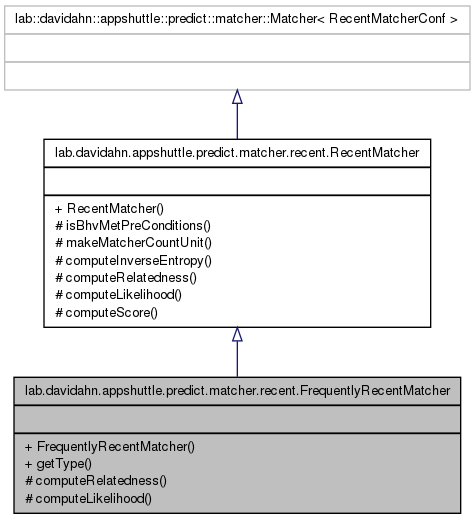 lab::davidahn::appshuttle::predict::matcher::Matcher< RecentMatcherConf >
lab.davidahn.appshuttle.predict.matcher.recent.RecentMatcher
+ RecentMatcher()
# isBhvMetPreConditions()
# makeMatcherCountUnit()
# computeInverseEntropy()
# computeRelatedness()
# computeLikelihood()
# computeScore()
lab.davidahn.appshuttle.predict.matcher.recent.FrequentlyRecentMatcher
+ FrequentlyRecentMatcher()
+ getType()
# computeRelatedness()
# computeLikelihood()